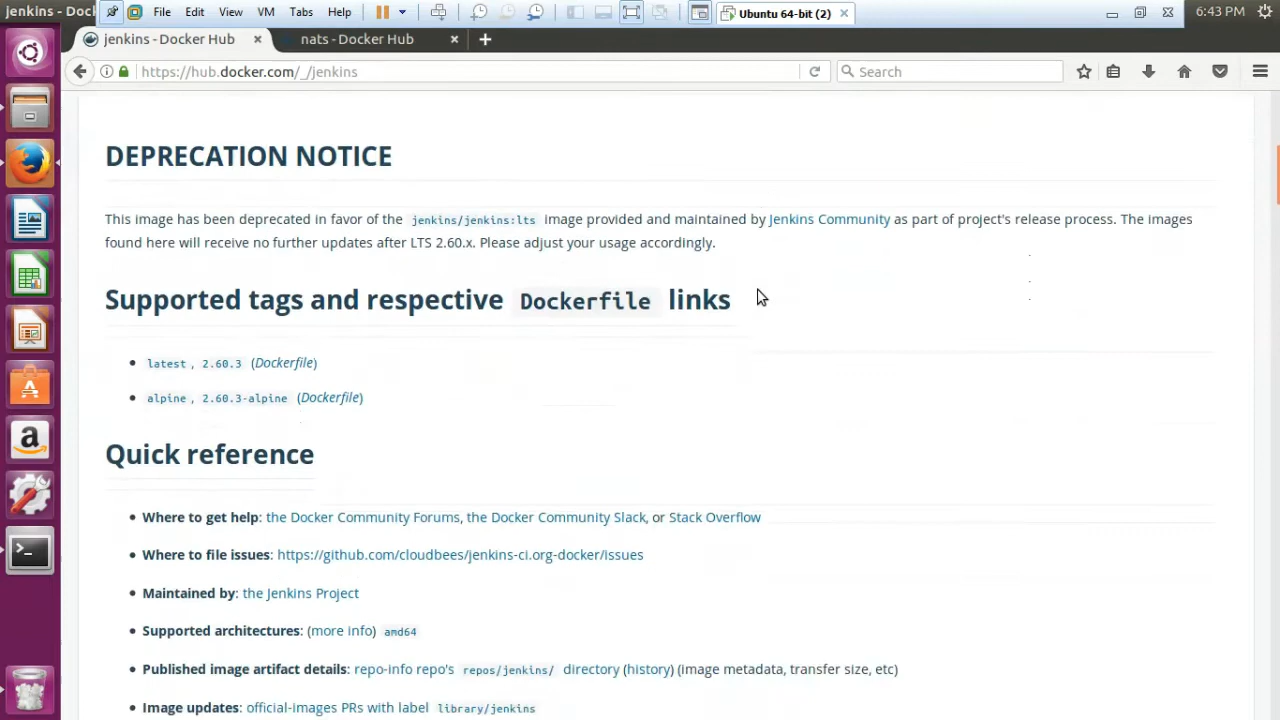 jenkins - Doc
File Edit View VM Tabs Help
Ubuntu 64-bit (2)
6:43 PM
jenkins - Docker Hub
nats - Docker Hub
https://hub.docker.com/_/jenkins
Search
DEPRECATION NOTICE
This image has been deprecated in favor of the jenkins/jenkins:lts image provided and maintained by Jenkins Community as part of project's release process. The images
found here will receive no further updates after LTS 2.60.x. Please adjust your usage accordingly.
Supported tags and respective Dockerfile links
latest, 2.60.3 (Dockerfile)
alpine, 2.60.3-alpine (Dockerfile)
Quick reference
Where to get help: the Docker Community Forums, the Docker Community Slack, or Stack Overflow
Where to file issues: https://github.com/cloudbees/jenkins-ci.org-docker/issues
Maintained by: the Jenkins Project
Supported architectures: (more info) amd64
Published image artifact details: repo-info repo's repos/jenkins/ directory (history) (image metadata, transfer size, etc)
Image updates: official-images PRs with label library/jenkins